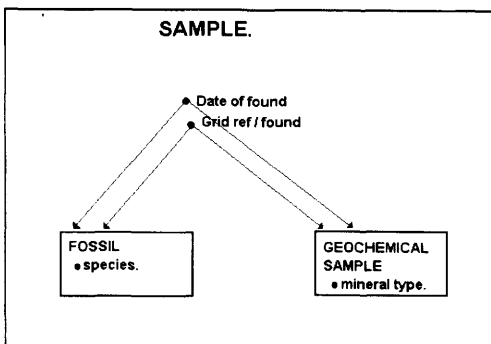 SAMPLE.
• Date of found
• Grid ref / found
FOSSIL
• species.
GEOCHEMICAL
SAMPLE
• mineral type.